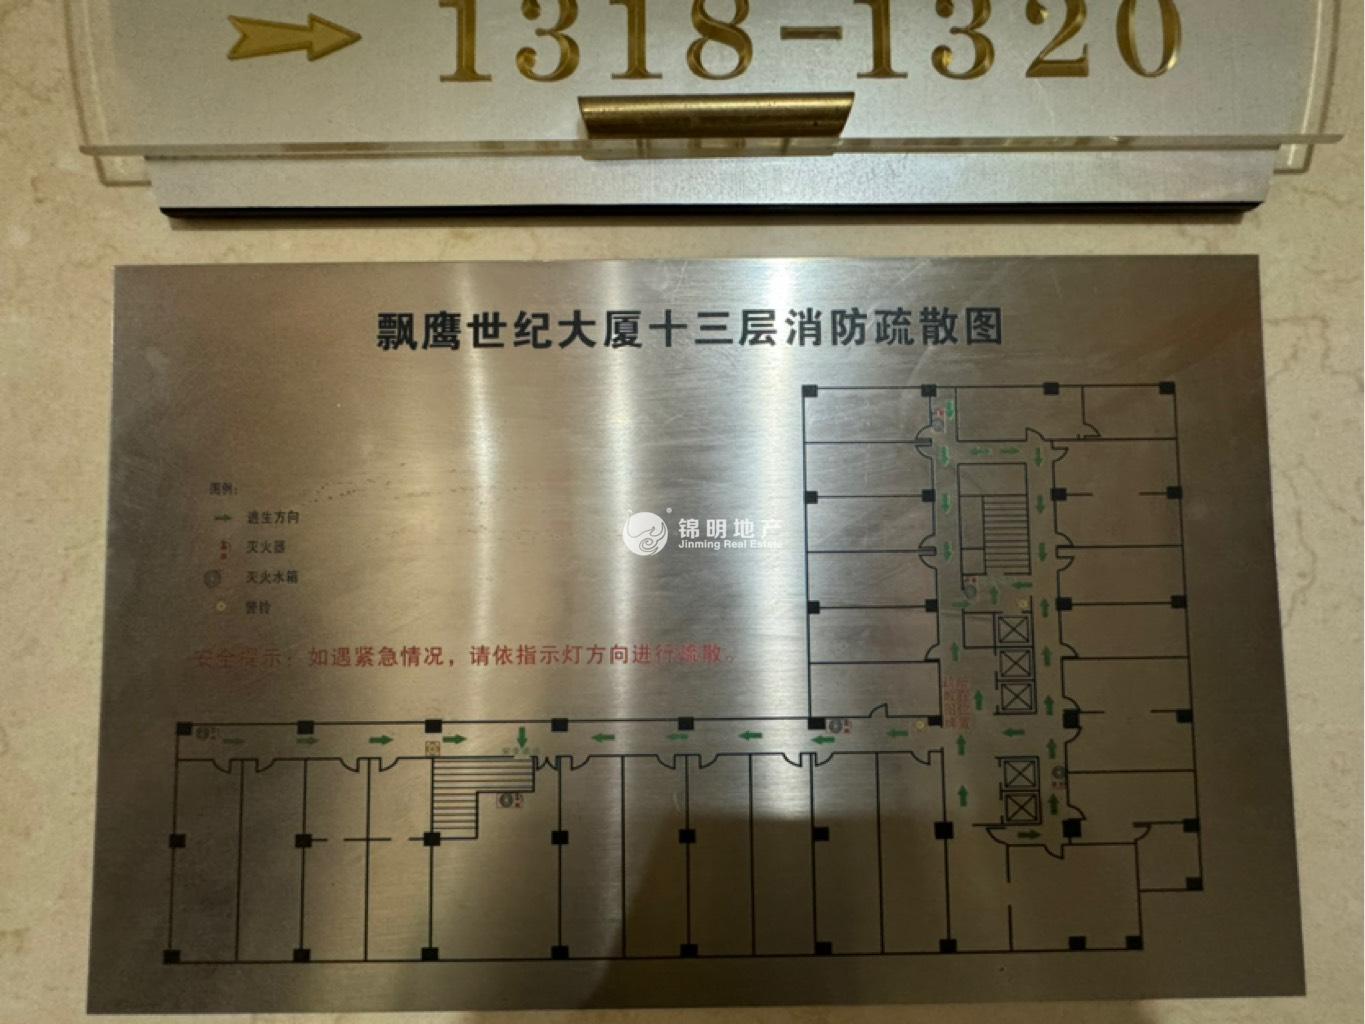 1318-1320
飘鹰世纪大厦十三层消防疏散图
图例：
逃生方向
灭火器
灭火水箱
警铃
锦明地产
Jinming Real Estate
安全提示：如遇紧急情况，请依指示灯方向进行疏散。